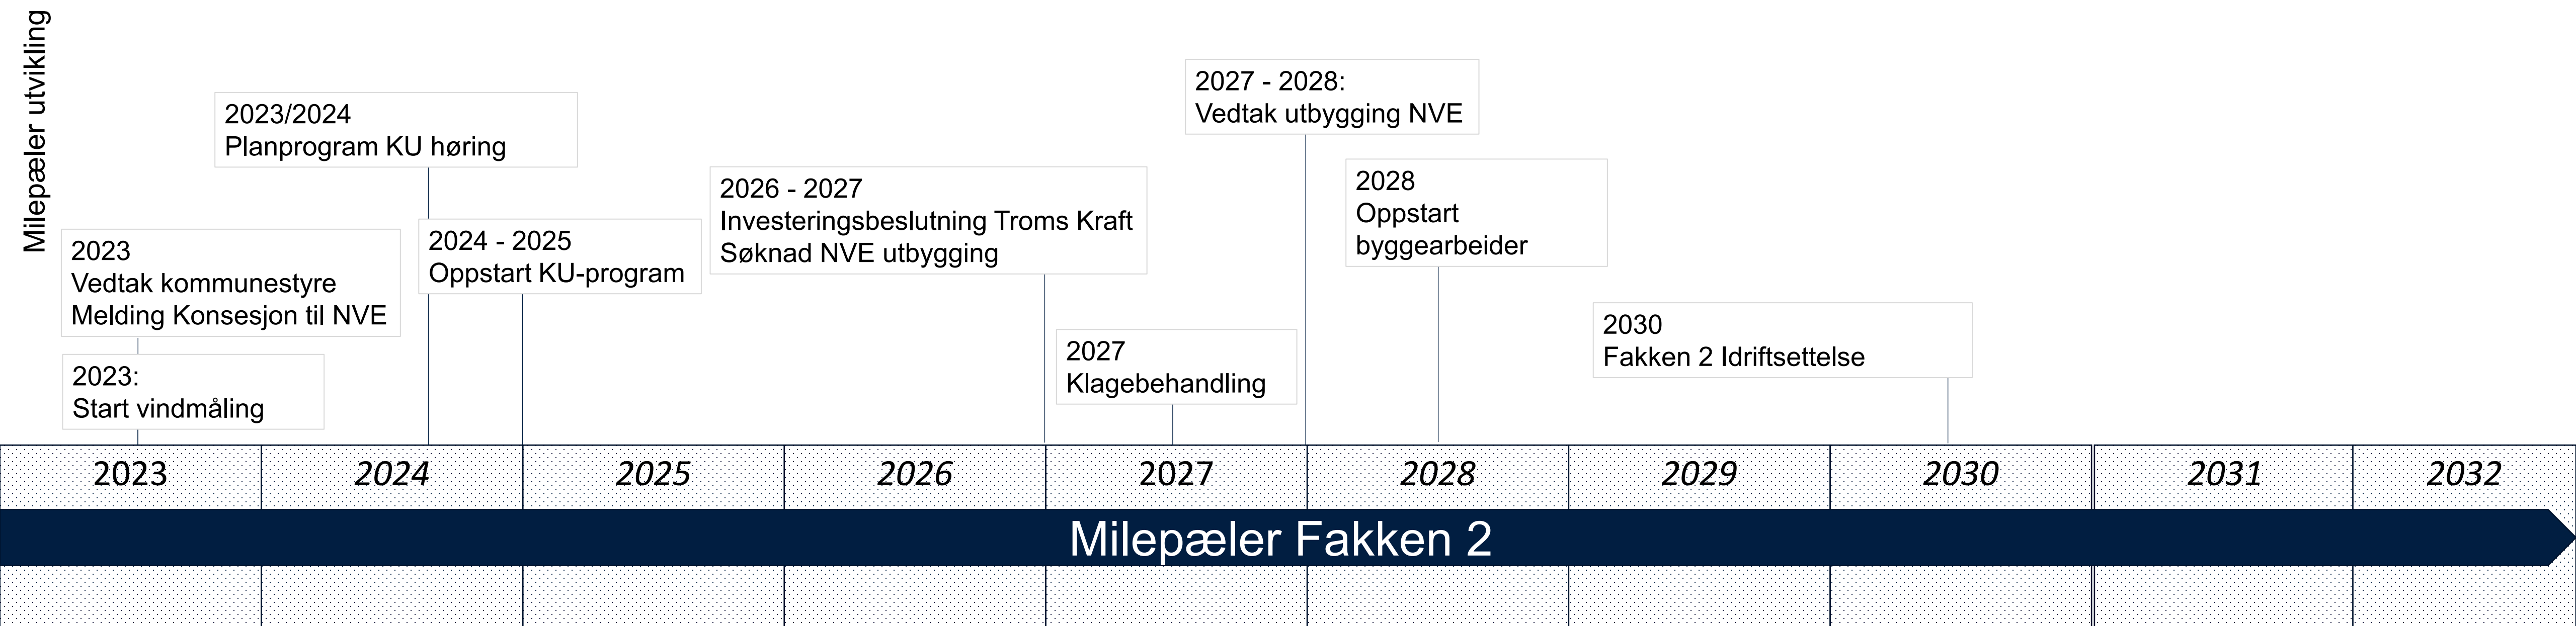 Milepæler utvikling
2023
Vedtak kommunestyre
Melding Konsesjon til NVE
2023:
Start vindmåling
2023/2024
Planprogram KU høring
2024 - 2025
Oppstart KU-program
2026 - 2027
Investeringsbeslutning Troms Kraft
Søknad NVE utbygging
2027
Klagebehandling
2027 - 2028:
Vedtak utbygging NVE
2028
Oppstart
byggearbeider
2030
Fakken 2 Idriftsettelse
2023 2024 2025 2026 2027 2028 2029 2030 2031 2032
Milepæler Fakken 2